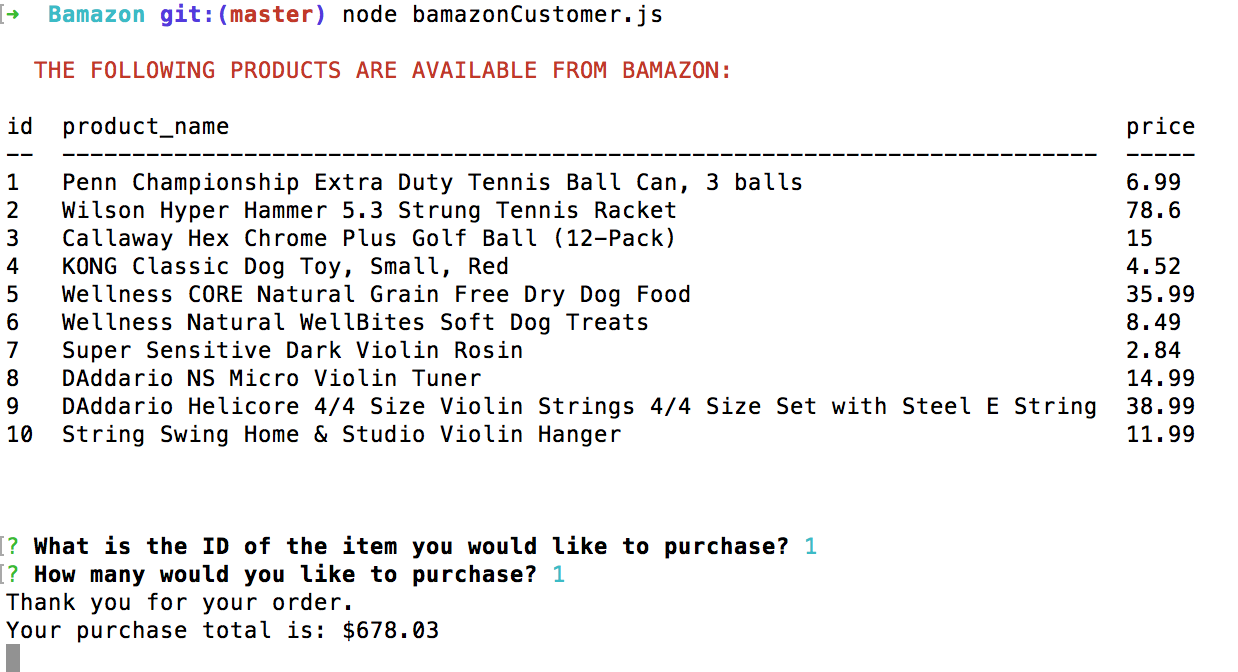 [➜  Bamazon git:(master) node bamazonCustomer.js
THE FOLLOWING PRODUCTS ARE AVAILABLE FROM BAMAZON:
id  product_name  price
--  --------------------------------------------------------------------------  -----
1   Penn Championship Extra Duty Tennis Ball Can, 3 balls  6.99
2   Wilson Hyper Hammer 5.3 Strung Tennis Racket  78.6
3   Callaway Hex Chrome Plus Golf Ball (12-Pack)  15
4   KONG Classic Dog Toy, Small, Red  4.52
5   Wellness CORE Natural Grain Free Dry Dog Food  35.99
6   Wellness Natural WellBites Soft Dog Treats  8.49
7   Super Sensitive Dark Violin Rosin  2.84
8   DAddario NS Micro Violin Tuner  14.99
9   DAddario Helicore 4/4 Size Violin Strings 4/4 Size Set with Steel E String  38.99
10  String Swing Home & Studio Violin Hanger  11.99
[? What is the ID of the item you would like to purchase? 1
[? How many would you like to purchase? 1
Thank you for your order.
Your purchase total is: $678.03